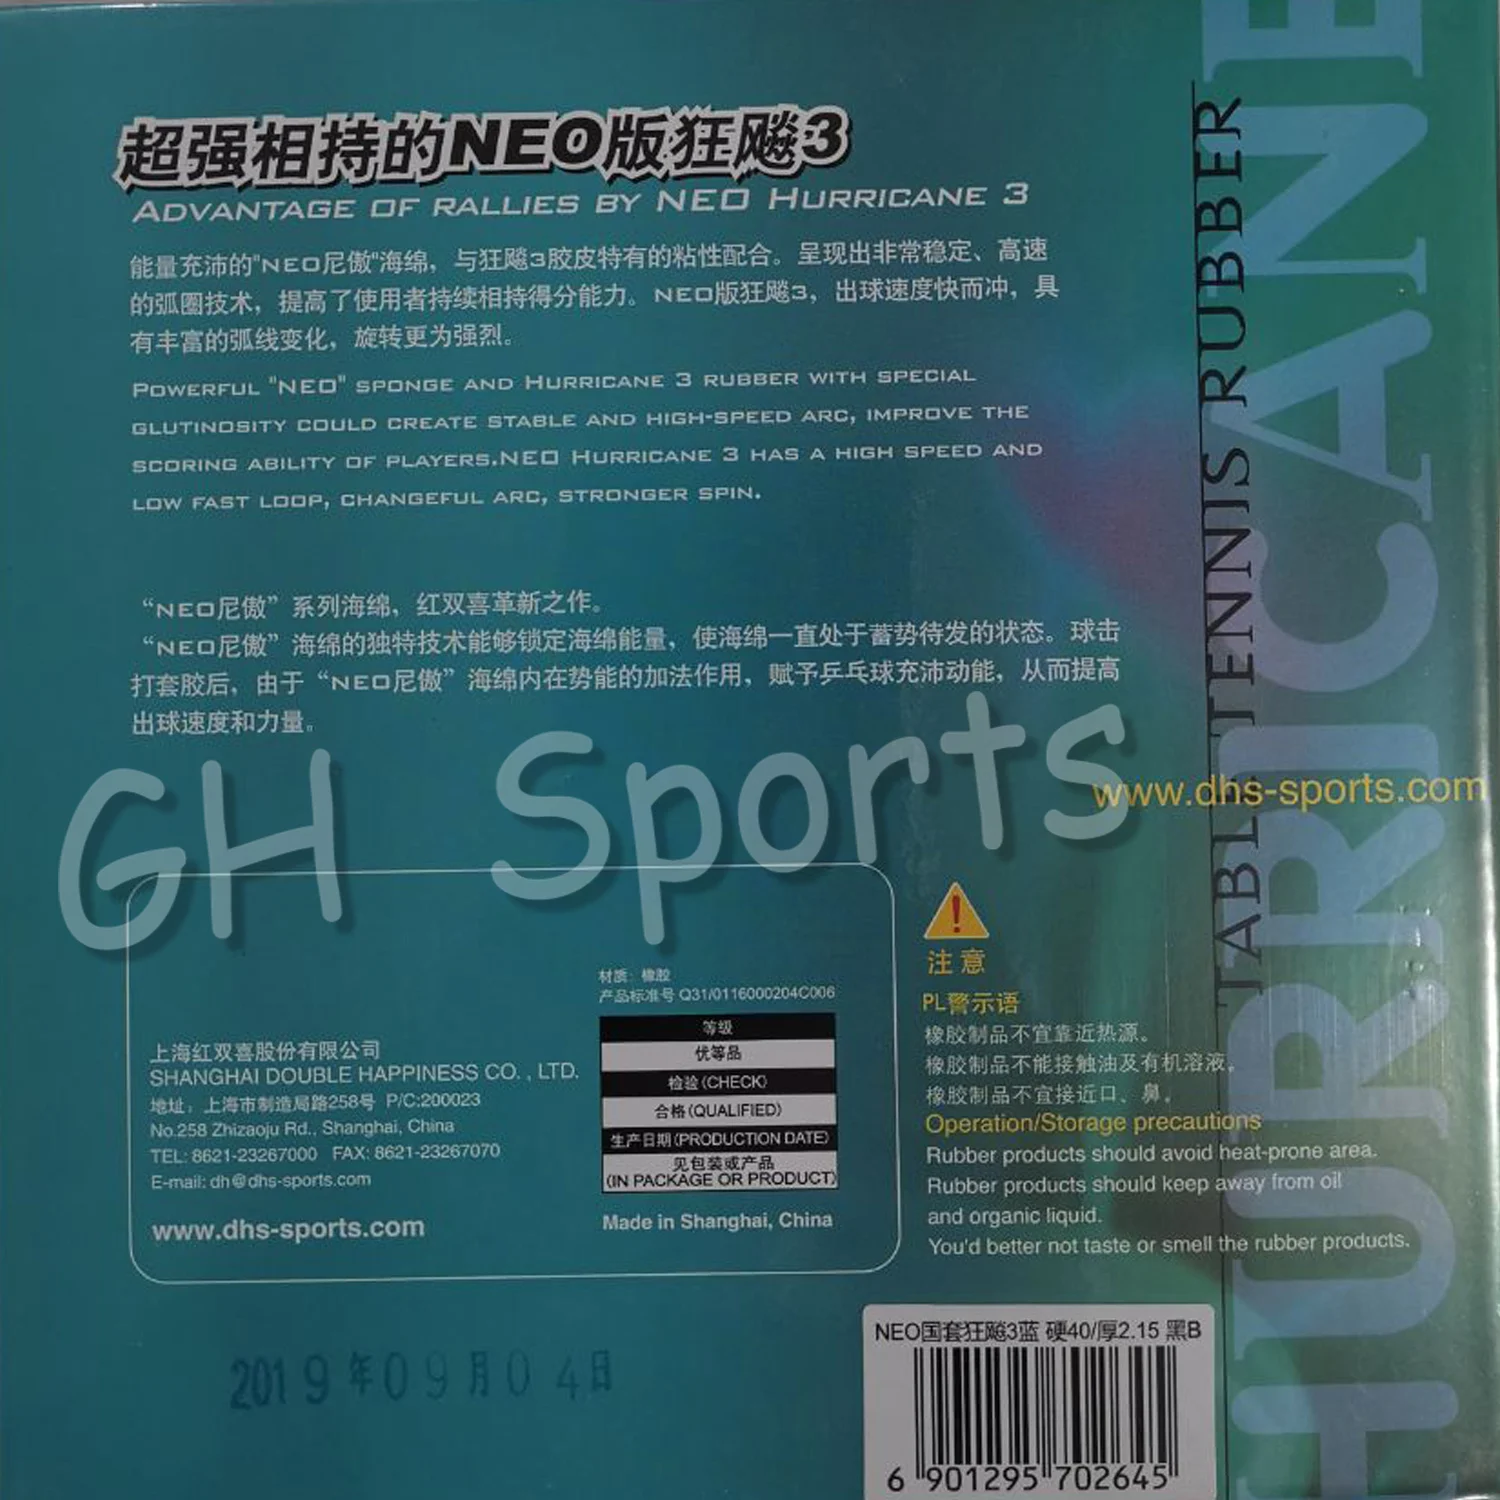 超强相持的NEO版狂飚3
ADVANTAGE OF RALLIES BY NEO HURRICANE 3
能量充沛的"NEO尼傲"海绵，与狂飚3胶皮特有的粘性配合。呈现出非常稳定、高速
的弧圈技术，提高了使用者持续相持得分能力。NEO版狂飚3，出球速度快而冲，具
有丰富的弧线变化，旋转更为强烈。
POWERFUL "NEO" SPONGE AND HURRICANE 3 RUBBER WITH SPECIAL
GLUTINOSITY COULD CREATE STABLE AND HIGH-SPEED ARC, IMPROVE THE
SCORING ABILITY OF PLAYERS.NEO HURRICANE 3 HAS A HIGH SPEED AND
LOW FAST LOOP, CHANGEFUL ARC, STRONGER SPIN.
“NEO尼傲”系列海绵，红双喜革新之作。
“NEO尼傲”海绵的独特技术能够锁定海绵能量，使海绵一直处于蓄势待发的状态。球击
打套胶后，由于“NEO尼傲”海绵内在势能的加法作用，赋予乒乓球充沛动能，从而提高
出球速度和力量。
GH Sports
www.dhs-sports.com
TABLE TENNIS RUBBER
HURRICANE
材质：橡胶
产品标准号 Q31/0116000204C006
等级
优等品
检验(CHECK)
合格(QUALIFIED)
生产日期(PRODUCTION DATE)
见包装或产品
(IN PACKAGE OR PRODUCT)
Made in Shanghai, China
上海红双喜股份有限公司
SHANGHAI DOUBLE HAPPINESS CO. , LTD.
地址：上海市制造局路258号 P/C:200023
No.258 Zhizaoju Rd., Shanghai, China
TEL: 8621-23267000 FAX: 8621-23267070
E-mail: dh@dhs-sports.com
www.dhs-sports.com
注意
PL警示语
橡胶制品不宜靠近热源。
橡胶制品不能接触油及有机溶液。
橡胶制品不宜接近口、鼻。
Operation/Storage precautions
Rubber products should avoid heat-prone area.
Rubber products should keep away from oil
and organic liquid.
You'd better not taste or smell the rubber products.
2019年09月04日
NEO国套狂飚3蓝 硬40/厚2.15 黑B
6 901295 702645